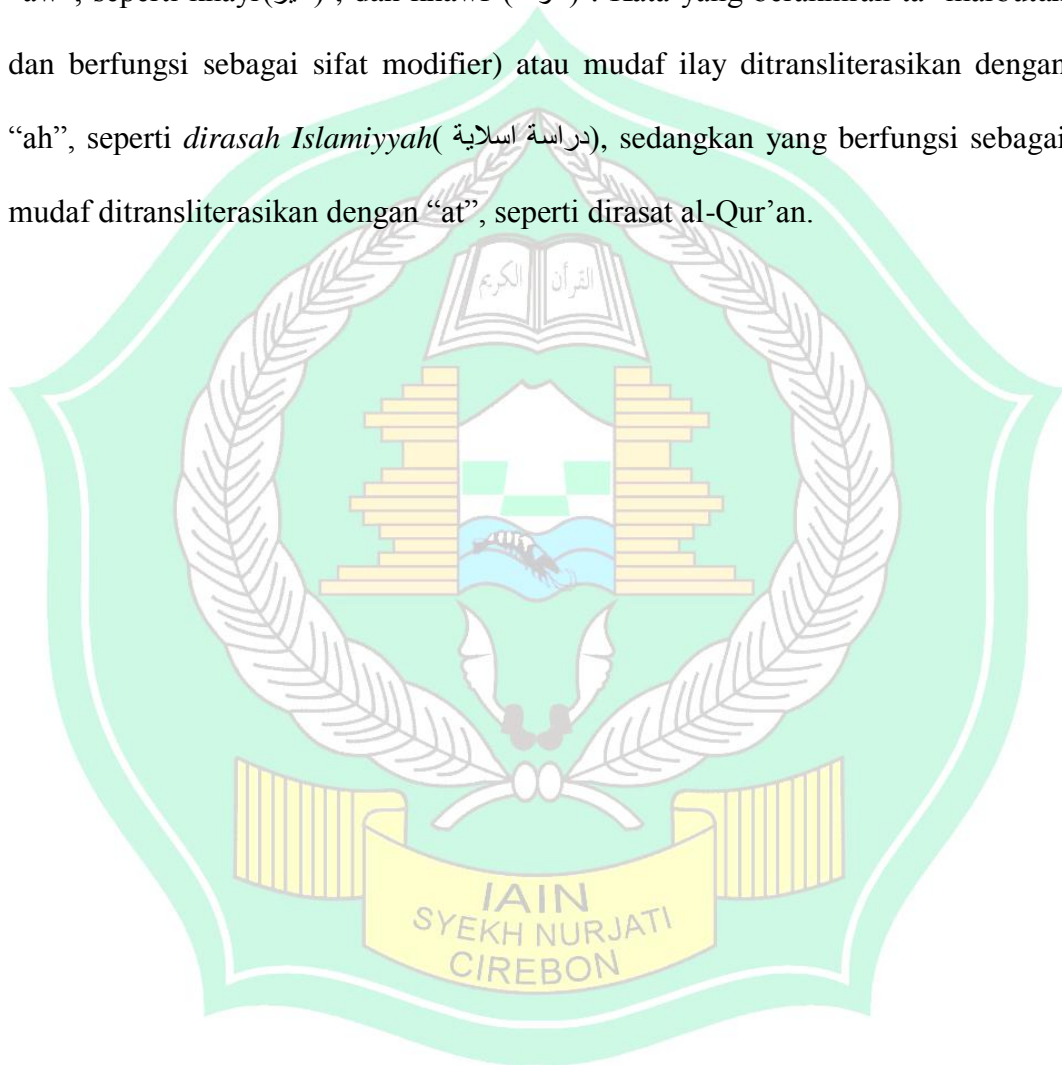 dan berfungsi sebagai sifat modifier) atau mudaf ilay ditransliterasikan dengan
“ah”, seperti dirasah Islamiyyah( دراسة اسلاية), sedangkan yang berfungsi sebagai
mudaf ditransliterasikan dengan “at”, seperti dirasat al-Qur’an.
القرأن الكريم
IAIN
SYEKH NURJATI
CIREBON